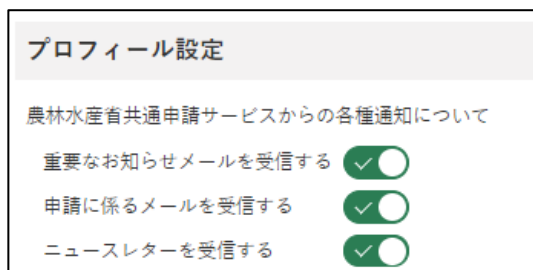 プロフィール設定
農林水産省共通申請サービスからの各種通知について
重要なお知らせメールを受信する
申請に係るメールを受信する
ニュースレターを受信する